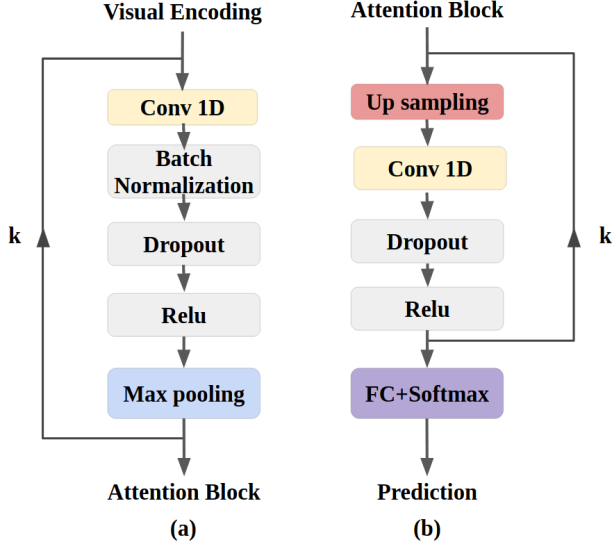 Visual Encoding
Conv 1D
Batch
Normalization
Dropout
Relu
Max pooling
k
Attention Block
(a)
Attention Block
Up sampling
Conv 1D
Dropout
Relu
k
FC+Softmax
Prediction
(b)